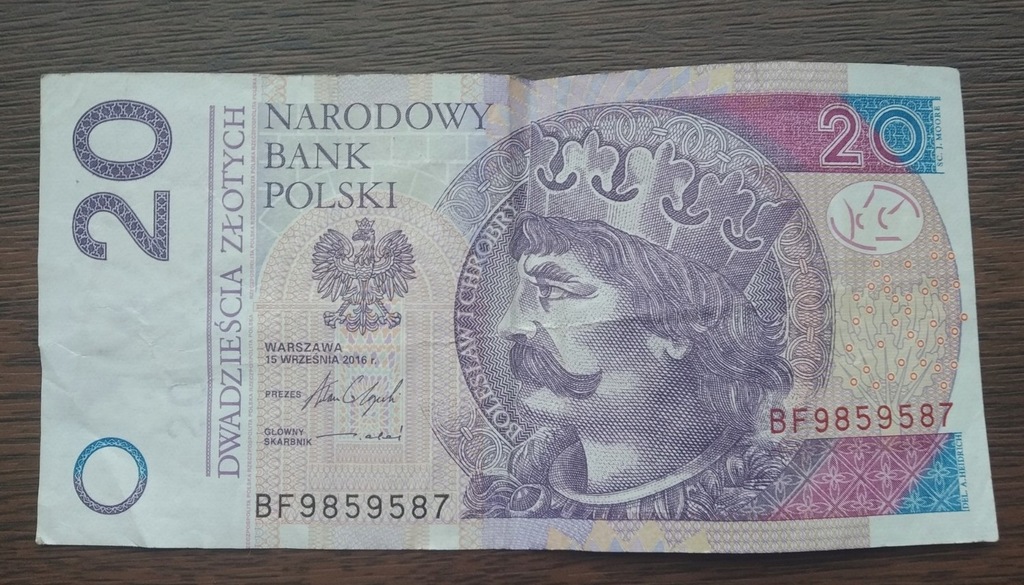 20
DWADZIEŚCIA ZŁOTYCH
NARODOWY
BANK
POLSKI
WARSZAWA
15 WRZEŚNIA 2016 r.
PREZES
GŁÓWNY
SKARBNIK
BF9859587
BOLESŁAW I CHROBRY
20
SC. J. MOORE
BF9859587
DEL. A. HEIDRICH